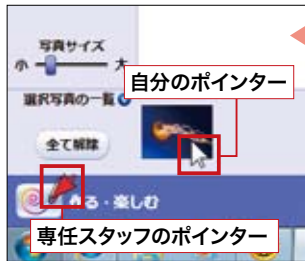 写真サイズ
小 大
自分のポインター
選択写真の一覧
全て解除
る・楽しむ
専任スタッフのポインター